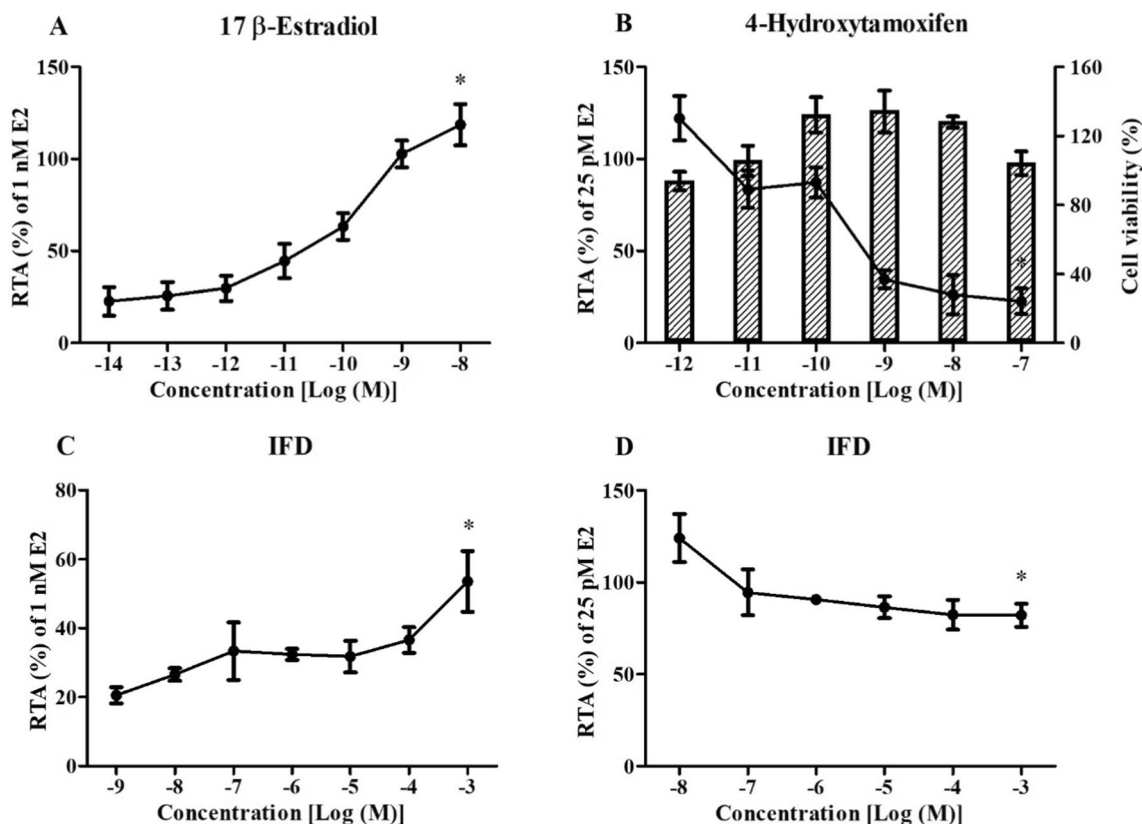 A
17 β-Estradiol
RTA (%) of 1 nM E2
150
100
50
0
*
-14 -13 -12 -11 -10 -9 -8
Concentration [Log (M)]
B
4-Hydroxytamoxifen
RTA (%) of 25 pM E2
150
100
50
0
160
120
80
40
0
Cell viability (%)
*
-12 -11 -10 -9 -8 -7
Concentration [Log (M)]
C
IFD
RTA (%) of 1 nM E2
80
60
40
20
0
*
-9 -8 -7 -6 -5 -4 -3
Concentration [Log (M)]
D
IFD
RTA (%) of 25 pM E2
150
100
50
0
*
-8 -7 -6 -5 -4 -3
Concentration [Log (M)]